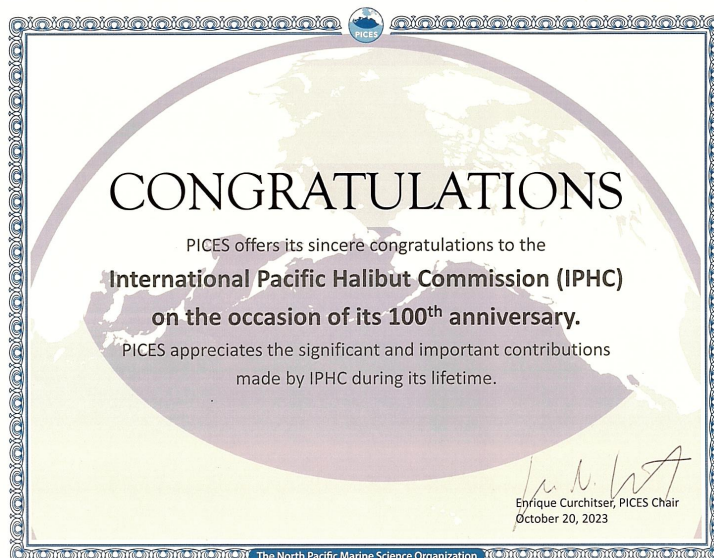 PICES
CONGRATULATIONS
PICES offers its sincere congratulations to the
International Pacific Halibut Commission (IPHC)
on the occasion of its 100th anniversary.
PICES appreciates the significant and important contributions
made by IPHC during its lifetime.
Enrique Curchitser, PICES Chair
October 20, 2023
The North Pacific Marine Science Organization